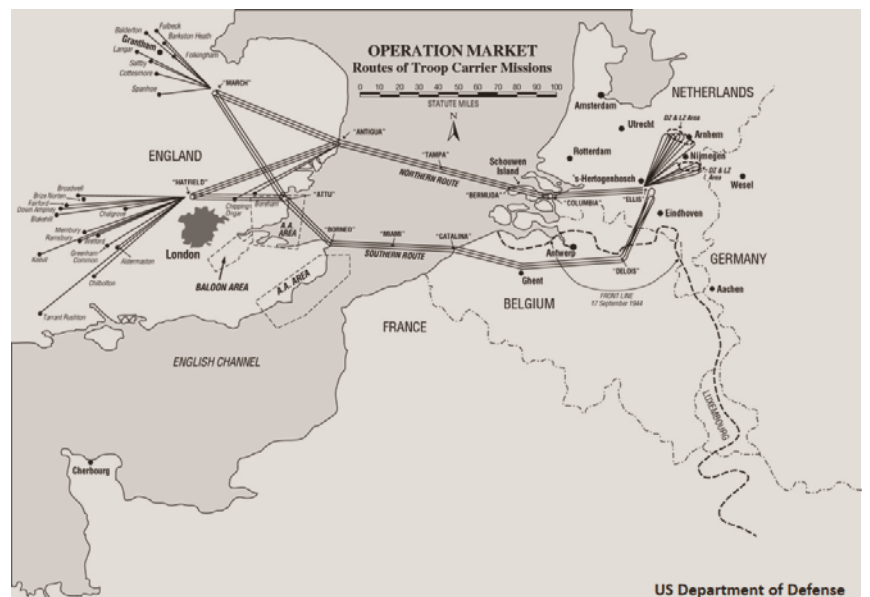 OPERATION MARKET
Routes of Troop Carrier Missions
0 10 20 30 40 50 60 70 80 90 100
STATUTE MILES
N
Fulbeck
Balderton
Barkston Heath
Grantham
Langar
Folkingham
Saltby
Cottesmore
Spanhoe
"MARCH"
ENGLAND
"ANTIGUA"
"TAMPA"
NORTHERN ROUTE
Schouwen
Island
"BERMUDA"
"COLUMBIA"
"ELLIS"
NETHERLANDS
Amsterdam
Utrecht
Rotterdam
's-Hertogenbosch
DZ & LZ Area
Arnhem
Nijmegen
DZ & LZ
Area
Wesel
Eindhoven
"HATFIELD"
Broadwell
Brize Norton
Fairford
Down Ampney
Blakehill
Chalgrove
Membury
Ramsbury
Welford
Keevil
Greenham
Common
Aldermaston
Chilbolton
Tarrant Rushton
London
Chipping
Ongar
Boreham
"ATTU"
A.A.
AREA
BALOON AREA
A.A. AREA
"BORNEO"
"MIAMI"
"CATALINA"
SOUTHERN ROUTE
Antwerp
Ghent
"DELOIS"
GERMANY
Aachen
FRONT LINE
17 September 1944
BELGIUM
FRANCE
ENGLISH CHANNEL
LUXEMBOURG
Cherbourg
US Department of Defense